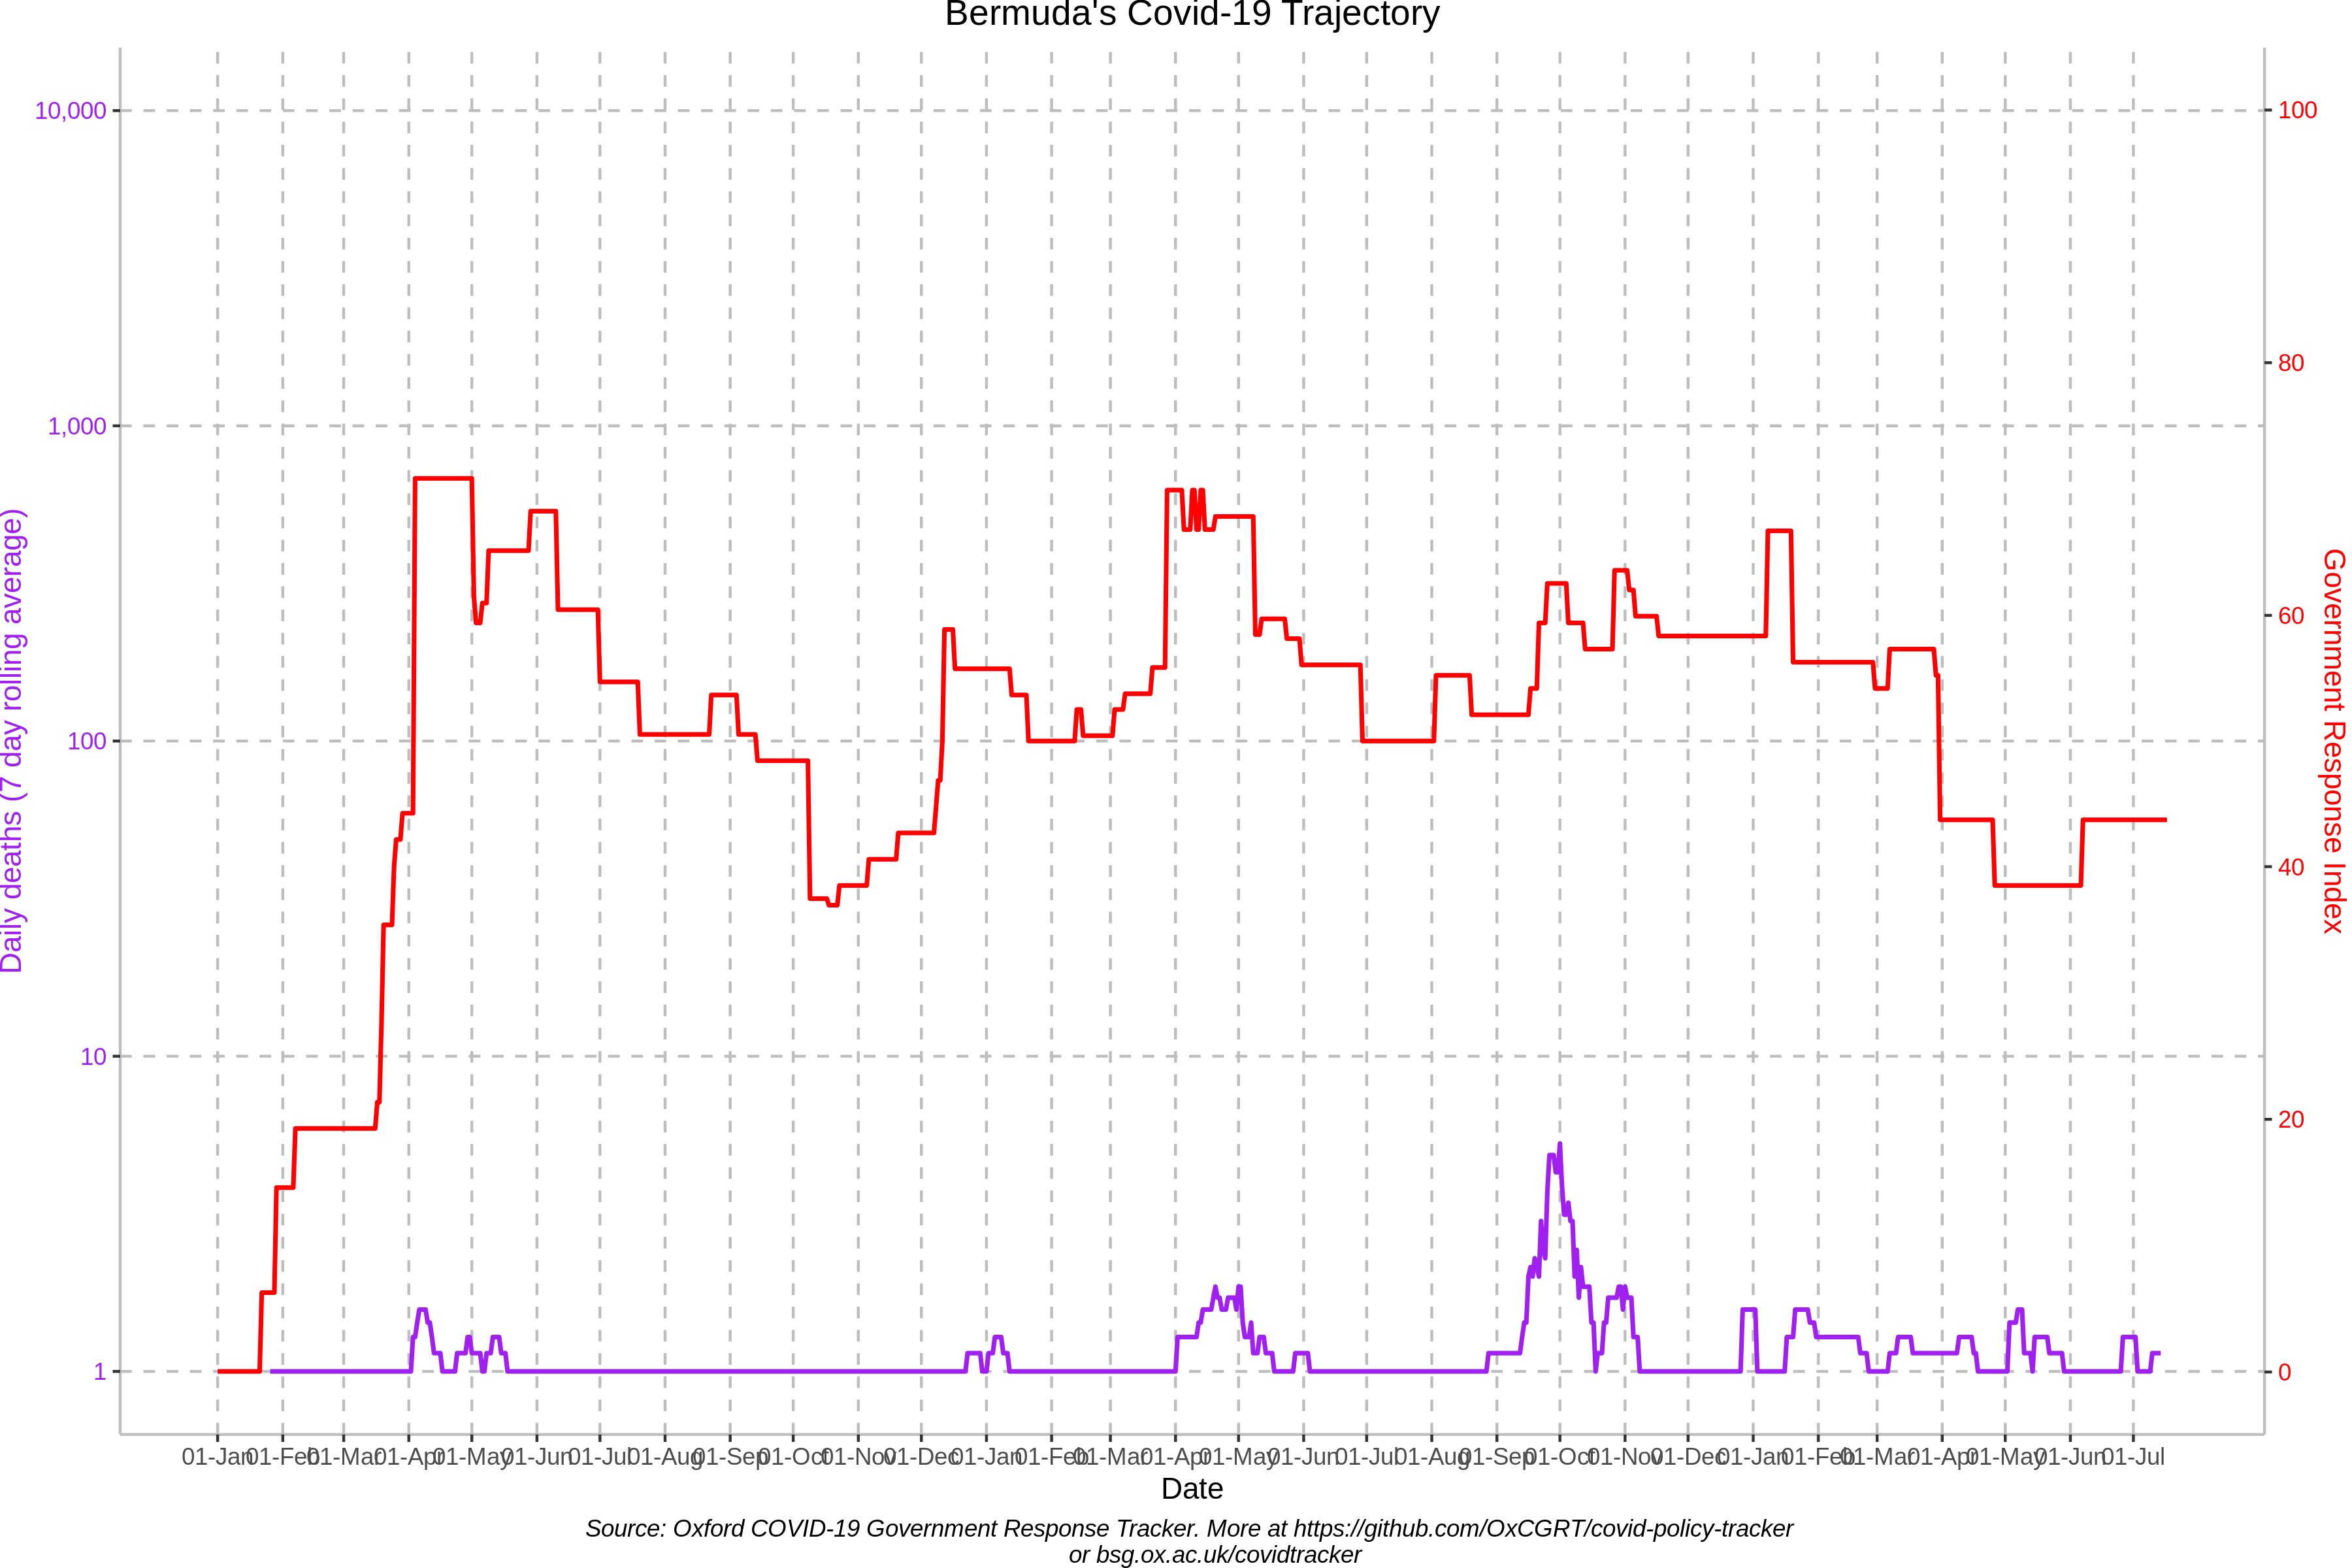 Bermuda's Covid-19 Trajectory
10,000
1,000
100
10
1
Daily deaths (7 day rolling average)
100
80
60
40
20
0
Government Response Index
01-Jan 01-Feb 01-Mar 01-Apr 01-May 01-Jun 01-Jul 01-Aug 01-Sep 01-Oct 01-Nov 01-Dec 01-Jan 01-Feb 01-Mar 01-Apr 01-May 01-Jun 01-Jul 01-Aug 01-Sep 01-Oct 01-Nov 01-Dec 01-Jan 01-Feb 01-Mar 01-Apr 01-May 01-Jun 01-Jul
Date
Source: Oxford COVID-19 Government Response Tracker. More at https://github.com/OxCGRT/covid-policy-tracker
or bsg.ox.ac.uk/covidtracker